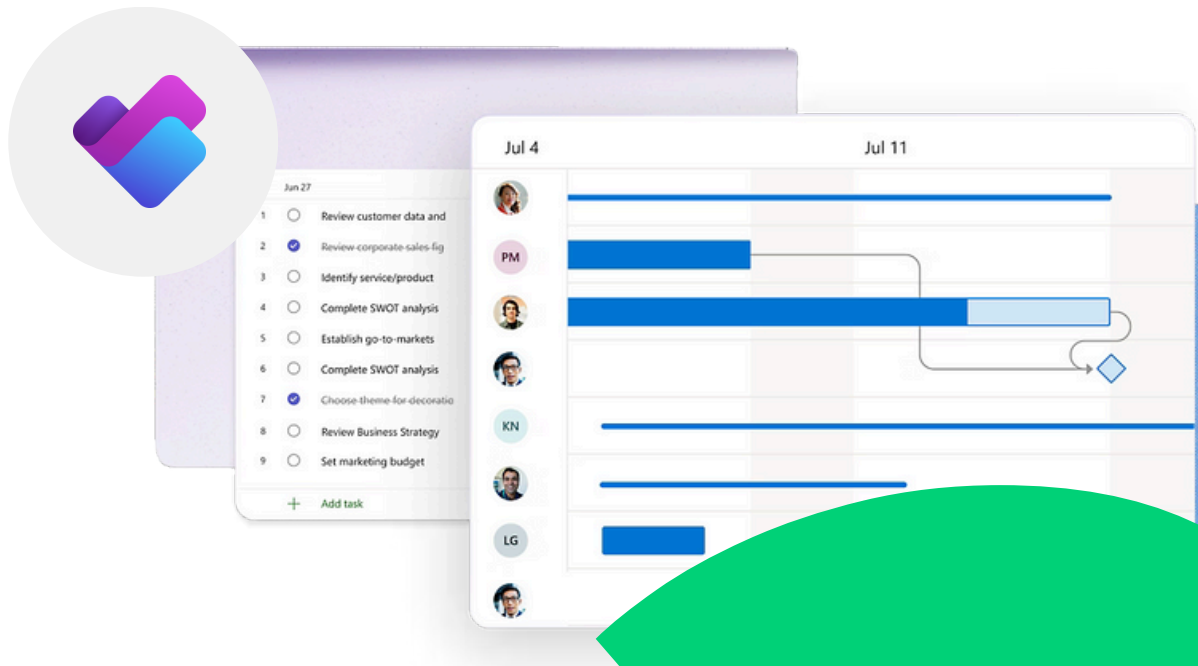 Jun 27
1 Review customer data and
2 Review corporate sales fig
3 Identify service/product
4 Complete SWOT analysis
5 Establish go-to-markets
6 Complete SWOT analysis
7 Choose theme for decoratio
8 Review Business Strategy
9 Set marketing budget
+ Add task
Jul 4 Jul 11
PM
KN
LG